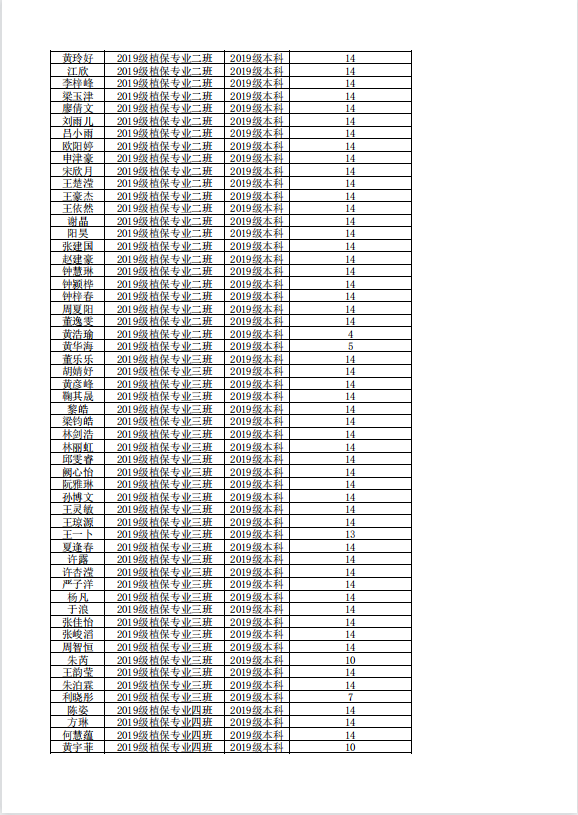 黄玲好 2019级植保专业二班 2019级本科 14
江欣 2019级植保专业二班 2019级本科 14
李梓峰 2019级植保专业二班 2019级本科 14
梁玉津 2019级植保专业二班 2019级本科 14
廖倩文 2019级植保专业二班 2019级本科 14
刘雨儿 2019级植保专业二班 2019级本科 14
吕小雨 2019级植保专业二班 2019级本科 14
欧阳婷 2019级植保专业二班 2019级本科 14
申津豪 2019级植保专业二班 2019级本科 14
宋欣月 2019级植保专业二班 2019级本科 14
王楚滢 2019级植保专业二班 2019级本科 14
王豪杰 2019级植保专业二班 2019级本科 14
王依然 2019级植保专业二班 2019级本科 14
谢晶 2019级植保专业二班 2019级本科 14
阳昊 2019级植保专业二班 2019级本科 14
张建国 2019级植保专业二班 2019级本科 14
赵建豪 2019级植保专业二班 2019级本科 14
钟慧琳 2019级植保专业二班 2019级本科 14
钟颖桦 2019级植保专业二班 2019级本科 14
钟梓春 2019级植保专业二班 2019级本科 14
周夏阳 2019级植保专业二班 2019级本科 14
董逸雯 2019级植保专业二班 2019级本科 14
黄浩瑜 2019级植保专业二班 2019级本科 4
黄华海 2019级植保专业二班 2019级本科 5
董乐乐 2019级植保专业三班 2019级本科 14
胡婧妤 2019级植保专业三班 2019级本科 14
黄彦峰 2019级植保专业三班 2019级本科 14
鞠其晟 2019级植保专业三班 2019级本科 14
黎皓 2019级植保专业三班 2019级本科 14
梁钧皓 2019级植保专业三班 2019级本科 14
林剑浩 2019级植保专业三班 2019级本科 14
林丽虹 2019级植保专业三班 2019级本科 14
邱雯睿 2019级植保专业三班 2019级本科 14
阙心怡 2019级植保专业三班 2019级本科 14
阮雅琳 2019级植保专业三班 2019级本科 14
孙博文 2019级植保专业三班 2019级本科 14
王灵敏 2019级植保专业三班 2019级本科 14
王琼源 2019级植保专业三班 2019级本科 14
王一卜 2019级植保专业三班 2019级本科 13
夏逢春 2019级植保专业三班 2019级本科 14
许露 2019级植保专业三班 2019级本科 14
许杏滢 2019级植保专业三班 2019级本科 14
严子洋 2019级植保专业三班 2019级本科 14
杨凡 2019级植保专业三班 2019级本科 14
于浪 2019级植保专业三班 2019级本科 14
张佳怡 2019级植保专业三班 2019级本科 14
张峻滔 2019级植保专业三班 2019级本科 14
周智恒 2019级植保专业三班 2019级本科 14
朱芮 2019级植保专业三班 2019级本科 10
王韵莹 2019级植保专业三班 2019级本科 14
朱泊霖 2019级植保专业三班 2019级本科 14
利晓彤 2019级植保专业三班 2019级本科 7
陈姿 2019级植保专业四班 2019级本科 14
方琳 2019级植保专业四班 2019级本科 14
何慧蕴 2019级植保专业四班 2019级本科 14
黄宇菲 2019级植保专业四班 2019级本科 10